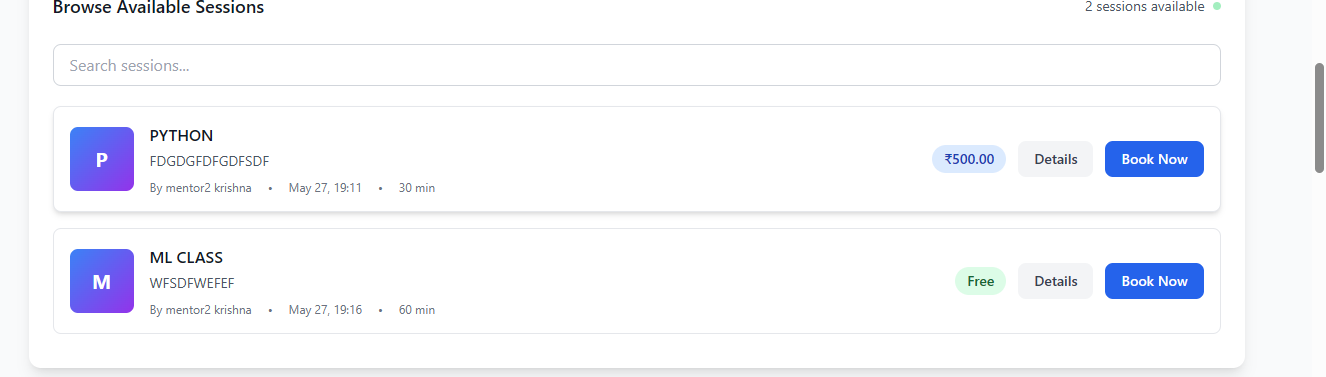 Browse Available Sessions
2 sessions available
Search sessions...
P
PYTHON
FDGDGFDFGDFSDF
By mentor2 krishna • May 27, 19:11 • 30 min
₹500.00
Details
Book Now
M
ML CLASS
WFSDFWEFEF
By mentor2 krishna • May 27, 19:16 • 60 min
Free
Details
Book Now